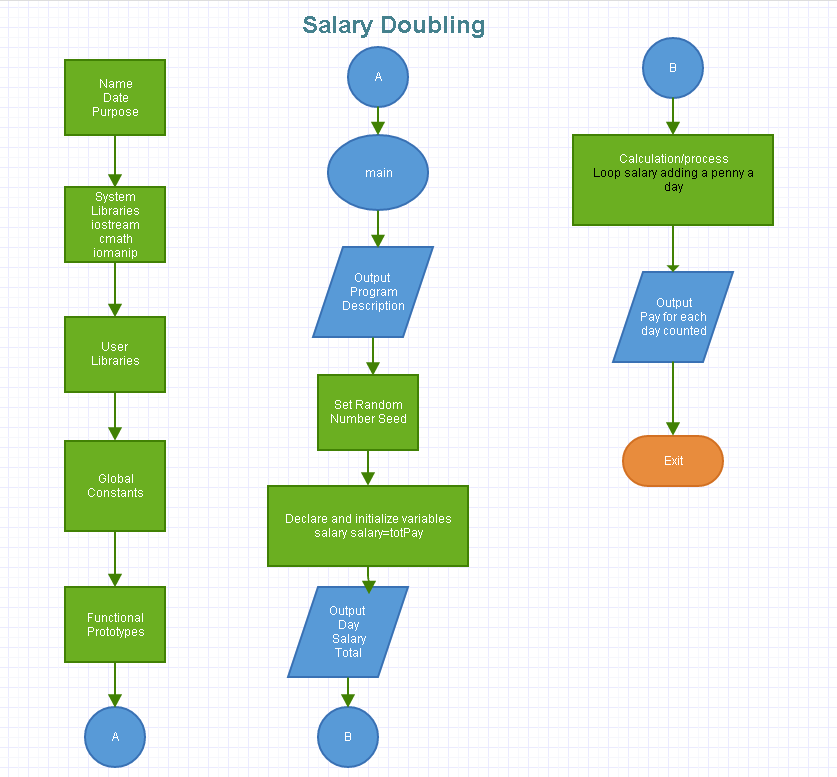 Salary Doubling
Name
Date
Purpose
System
Libraries
iostream
cmath
iomanip
User
Libraries
Global
Constants
Functional
Prototypes
A
A
main
Output
Program
Description
Set Random
Number Seed
Declare and initialize variables
salary salary=totPay
Output
Day
Salary
Total
B
B
Calculation/process
Loop salary adding a penny a
day
Output
Pay for each
day counted
Exit